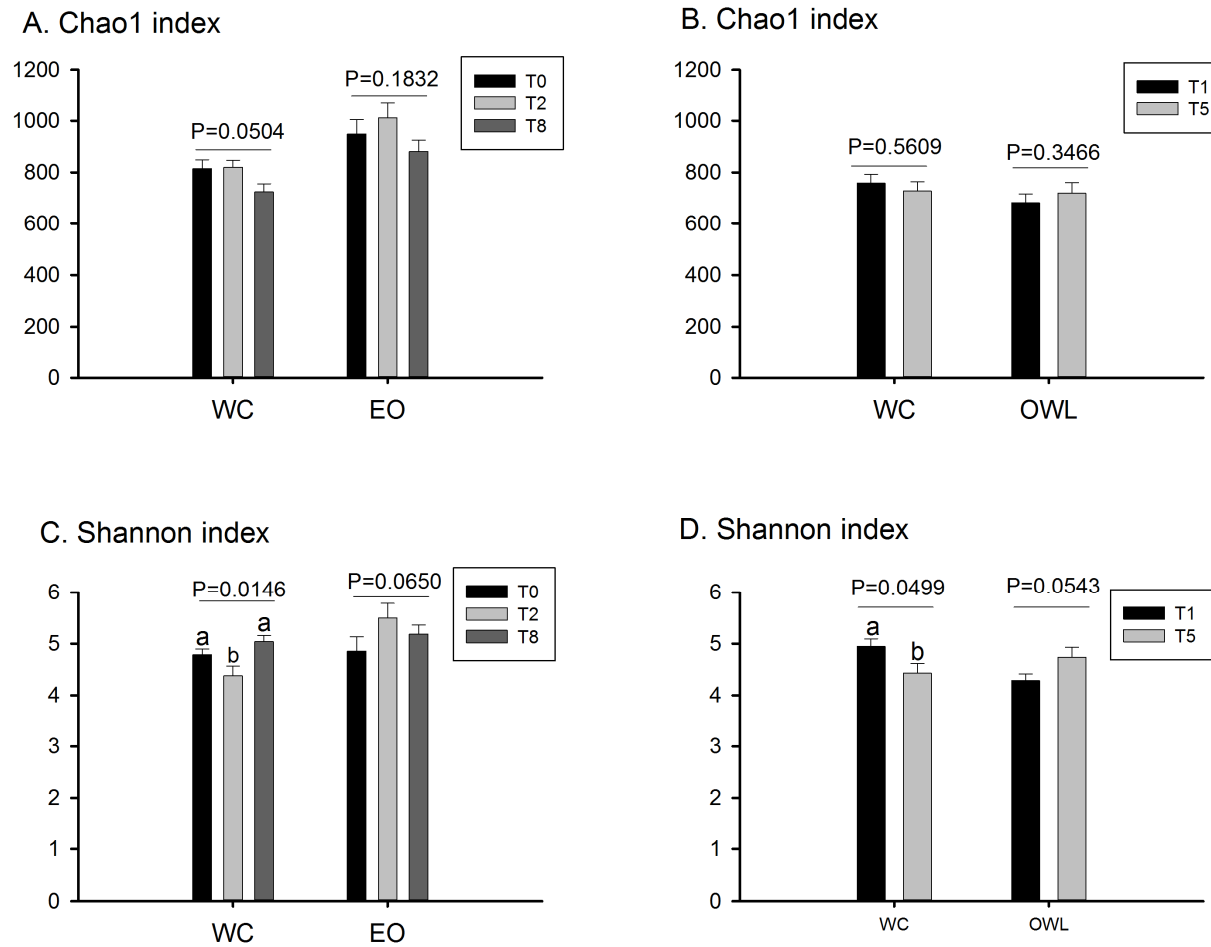 A. Chao1 index
1200
1000
800
600
400
200
0
P=0.0504
P=0.1832
T0
T2
T8
WC
EO
B. Chao1 index
1200
1000
800
600
400
200
0
P=0.5609
P=0.3466
T1
T5
WC
OWL
C. Shannon index
6
5
4
3
2
1
0
P=0.0146
P=0.0650
a
b
a
T0
T2
T8
WC
EO
D. Shannon index
6
5
4
3
2
1
0
P=0.0499
P=0.0543
a
b
T1
T5
WC
OWL